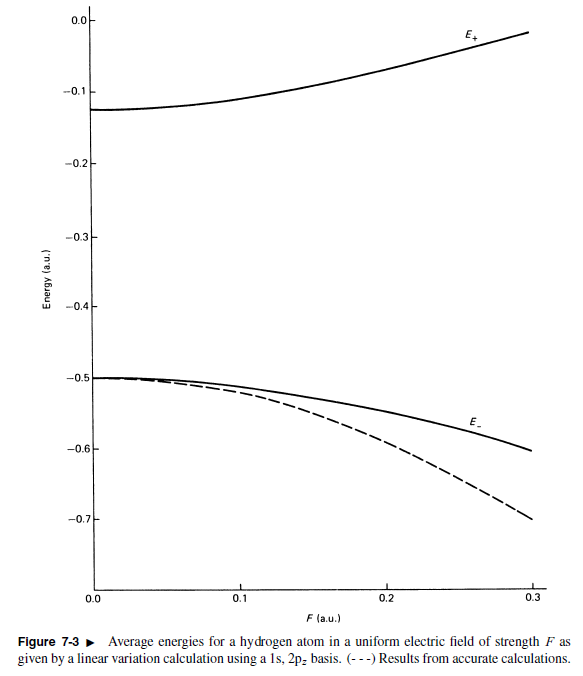 0.0
E₊
−0.1
−0.2
−0.3
Energy (a.u.)
−0.4
−0.5
E₋
−0.6
−0.7
0.0 0.1 0.2 0.3
F (a.u.)
Figure 7-3 ► Average energies for a hydrogen atom in a uniform electric field of strength F as
given by a linear variation calculation using a 1s, 2p_z basis. (- - -) Results from accurate calculations.